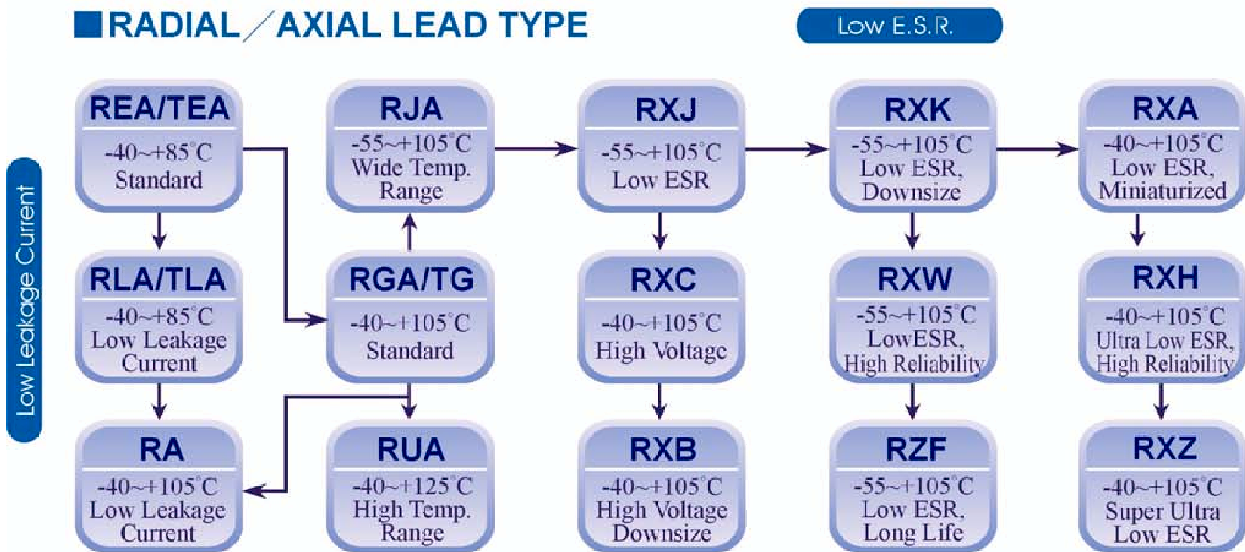 ■RADIAL／AXIAL LEAD TYPE
Low E.S.R.
Low Leakage Current
REA/TEA
-40~+85°C
Standard
RJA
-55~+105°C
Wide Temp.
Range
RXJ
-55~+105°C
Low ESR
RXK
-55~+105°C
Low ESR,
Downsize
RXA
-40~+105°C
Low ESR,
Miniaturized
RLA/TLA
-40~+85°C
Low Leakage
Current
RGA/TG
-40~+105°C
Standard
RXC
-40~+105°C
High Voltage
RXW
-55~+105°C
LowESR,
High Reliability
RXH
-40~+105°C
Ultra Low ESR,
High Reliability
RA
-40~+105°C
Low Leakage
Current
RUA
-40~+125°C
High Temp.
Range
RXB
-40~+105°C
High Voltage
Downsize
RZF
-55~+105°C
Low ESR,
Long Life
RXZ
-40~+105°C
Super Ultra
Low ESR